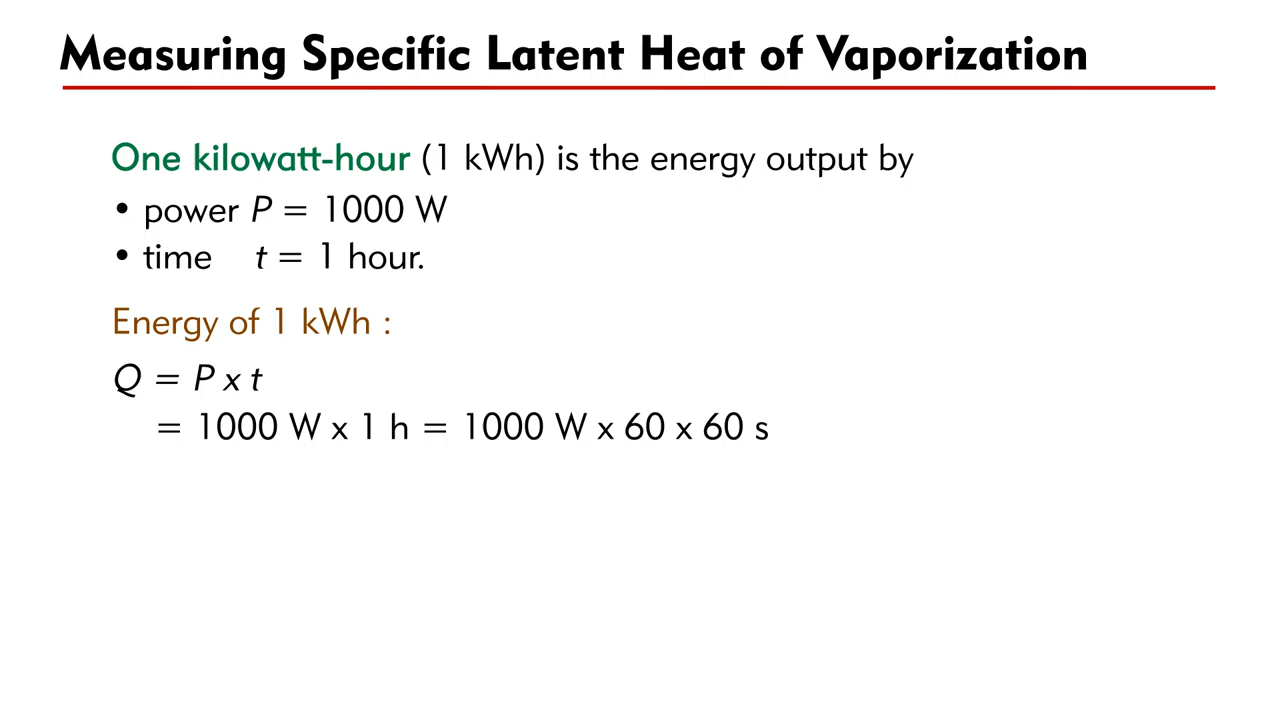 Measuring Specific Latent Heat of Vaporization
One kilowatt-hour (1 kWh) is the energy output by
• power P = 1000 W
• time t = 1 hour.
Energy of 1 kWh :
Q = P x t
= 1000 W x 1 h = 1000 W x 60 x 60 s